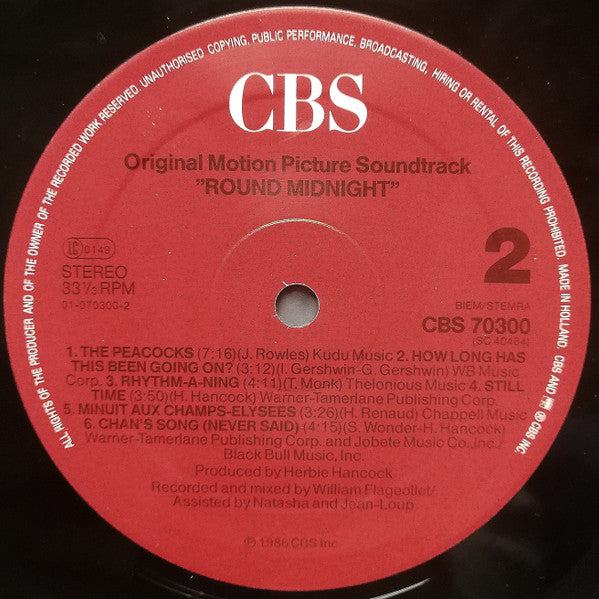 ALL RIGHTS OF THE PRODUCER AND OF THE OWNER OF THE RECORDED WORK RESERVED. UNAUTHORISED COPYING, PUBLIC PERFORMANCE, BROADCASTING, HIRING OR RENTAL OF THIS RECORDING PROHIBITED. MADE IN HOLLAND. CBS AND ℗ CBS INC.
CBS
Original Motion Picture Soundtrack
"ROUND MIDNIGHT"
LC 0149
STEREO
33⅓ RPM
01-070300-2
2
BIEM/STEMRA
CBS 70300
(SC 40464)
1. THE PEACOCKS (7:16)(J. Rowles) Kudu Music 2. HOW LONG HAS
THIS BEEN GOING ON? (3:12)(I. Gershwin-G. Gershwin) WB Music
Corp. 3. RHYTHM-A-NING (4:11)(T. Monk) Thelonious Music 4. STILL
TIME (3:50)(H. Hancock) Warner-Tamerlane Publishing Corp.
5. MINUIT AUX CHAMPS-ELYSEES (3:26)(H. Renaud) Chappell Music
6. CHAN'S SONG (NEVER SAID) (4:15)(S. Wonder-H. Hancock)
Warner-Tamerlane Publishing Corp. and Jobete Music Co., Inc./
Black Bull Music, Inc.
Produced by Herbie Hancock
Recorded and mixed by William Flageollet/
Assisted by Natasha and Jean-Loup
℗ 1986 CBS Inc.